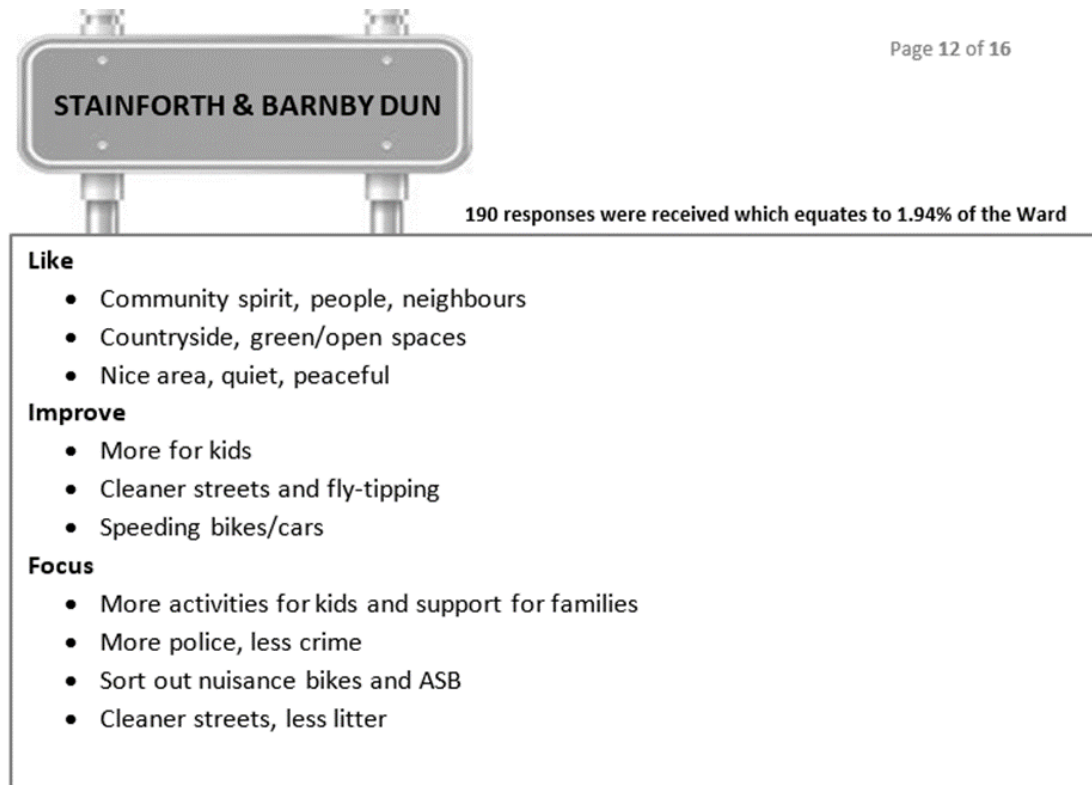 Page 12 of 16
STAINFORTH & BARNBY DUN
190 responses were received which equates to 1.94% of the Ward
Like
• Community spirit, people, neighbours
• Countryside, green/open spaces
• Nice area, quiet, peaceful
Improve
• More for kids
• Cleaner streets and fly-tipping
• Speeding bikes/cars
Focus
• More activities for kids and support for families
• More police, less crime
• Sort out nuisance bikes and ASB
• Cleaner streets, less litter